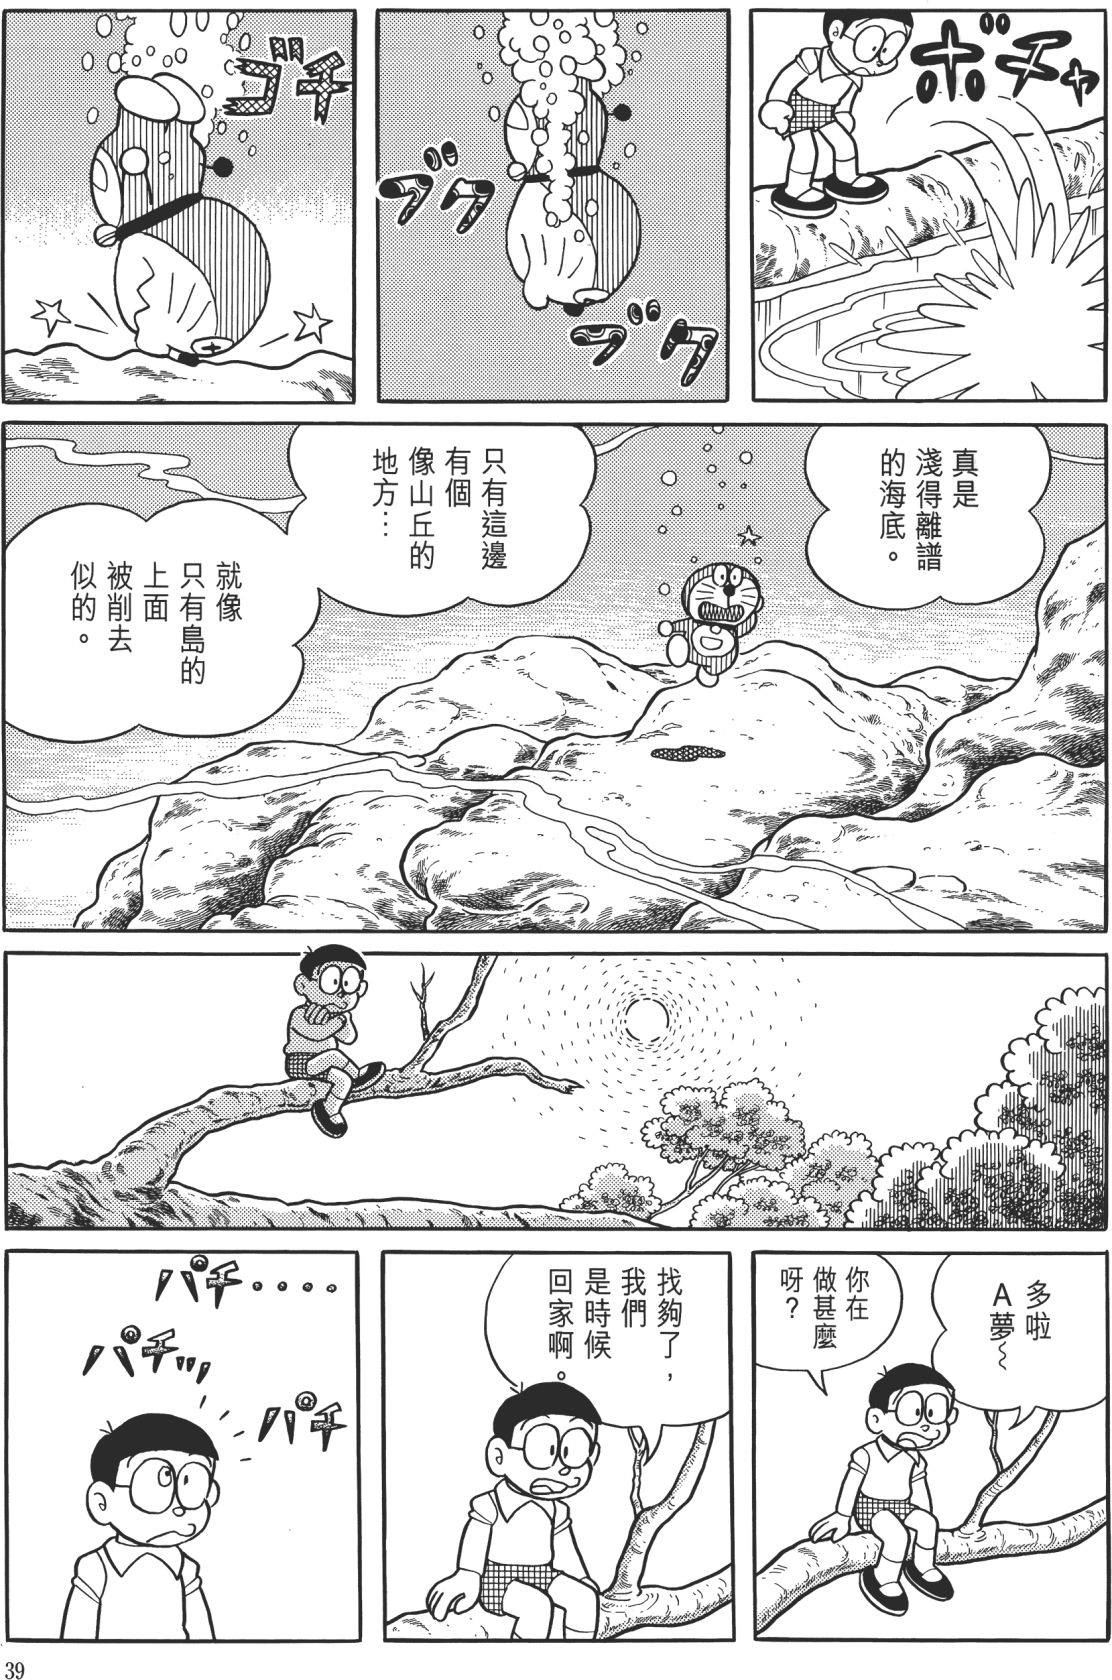 ボチャ
ブク
ブク
ゴチ
真是
淺得離譜
的海底。
只有這邊
有個
像山丘的
地方…
就像
只有島的
上面
被削去
似的。
多啦
A夢～
你在
做甚麼
呀？
找夠了，
我們
是時候
回家啊。
パチ‥‥
パチ
パチ
39